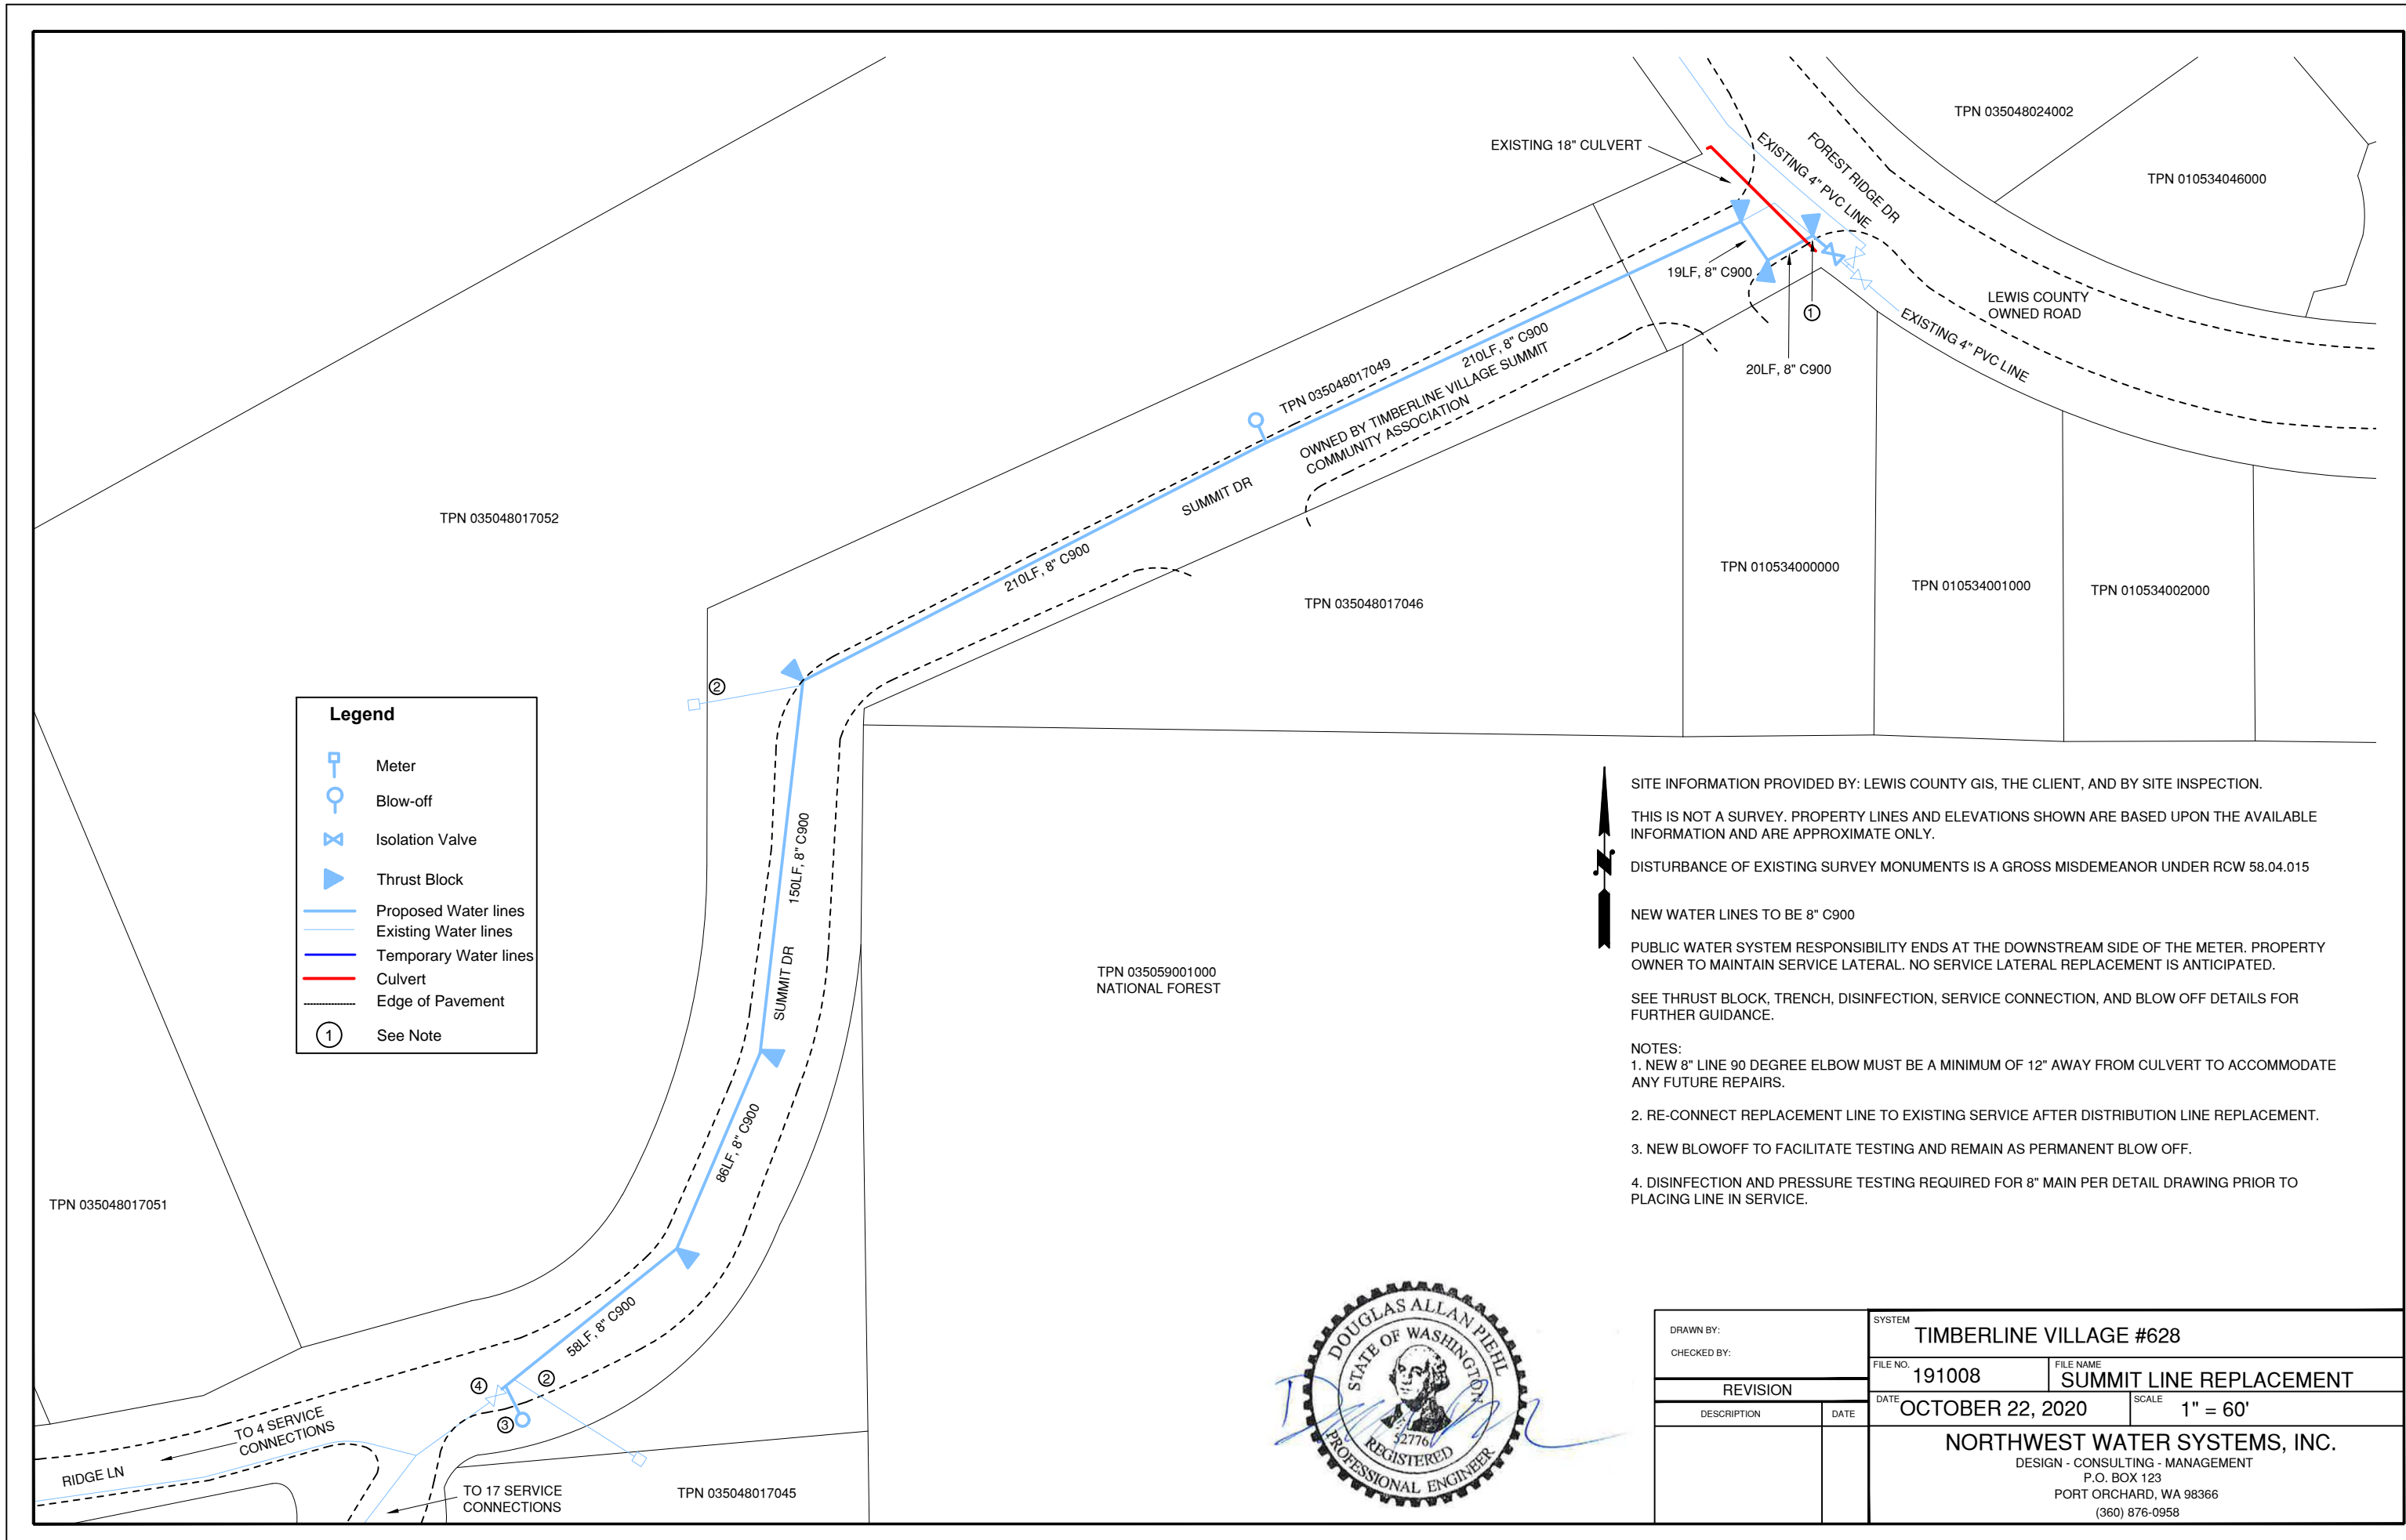 EXISTING 18" CULVERT
EXISTING 4" PVC LINE
FOREST RIDGE DR
TPN 035048024002
TPN 010534046000
19LF, 8" C900
1
20LF, 8" C900
LEWIS COUNTY
OWNED ROAD
EXISTING 4" PVC LINE
TPN 035048017049
210LF, 8" C900
OWNED BY TIMBERLINE VILLAGE SUMMIT
COMMUNITY ASSOCIATION
SUMMIT DR
210LF, 8" C900
TPN 035048017052
TPN 035048017046
TPN 010534000000
TPN 010534001000
TPN 010534002000
2
150LF, 8" C900
SUMMIT DR
TPN 035059001000
NATIONAL FOREST
86LF, 8" C900
58LF, 8" C900
TPN 035048017051
4
2
3
TO 4 SERVICE
CONNECTIONS
RIDGE LN
TO 17 SERVICE
CONNECTIONS
TPN 035048017045
Legend
Meter
Blow-off
Isolation Valve
Thrust Block
Proposed Water lines
Existing Water lines
Temporary Water lines
Culvert
Edge of Pavement
1 See Note
N
SITE INFORMATION PROVIDED BY: LEWIS COUNTY GIS, THE CLIENT, AND BY SITE INSPECTION.
THIS IS NOT A SURVEY. PROPERTY LINES AND ELEVATIONS SHOWN ARE BASED UPON THE AVAILABLE
INFORMATION AND ARE APPROXIMATE ONLY.
DISTURBANCE OF EXISTING SURVEY MONUMENTS IS A GROSS MISDEMEANOR UNDER RCW 58.04.015
NEW WATER LINES TO BE 8" C900
PUBLIC WATER SYSTEM RESPONSIBILITY ENDS AT THE DOWNSTREAM SIDE OF THE METER. PROPERTY
OWNER TO MAINTAIN SERVICE LATERAL. NO SERVICE LATERAL REPLACEMENT IS ANTICIPATED.
SEE THRUST BLOCK, TRENCH, DISINFECTION, SERVICE CONNECTION, AND BLOW OFF DETAILS FOR
FURTHER GUIDANCE.
NOTES:
1. NEW 8" LINE 90 DEGREE ELBOW MUST BE A MINIMUM OF 12" AWAY FROM CULVERT TO ACCOMMODATE
ANY FUTURE REPAIRS.
2. RE-CONNECT REPLACEMENT LINE TO EXISTING SERVICE AFTER DISTRIBUTION LINE REPLACEMENT.
3. NEW BLOWOFF TO FACILITATE TESTING AND REMAIN AS PERMANENT BLOW OFF.
4. DISINFECTION AND PRESSURE TESTING REQUIRED FOR 8" MAIN PER DETAIL DRAWING PRIOR TO
PLACING LINE IN SERVICE.
DOUGLAS ALLAN PIEHL
STATE OF WASHINGTON
52776
REGISTERED
PROFESSIONAL ENGINEER
DRAWN BY:
CHECKED BY:
REVISION
DESCRIPTION DATE
SYSTEM
TIMBERLINE VILLAGE #628
FILE NO. 191008
FILE NAME
SUMMIT LINE REPLACEMENT
DATE OCTOBER 22, 2020
SCALE 1" = 60'
NORTHWEST WATER SYSTEMS, INC.
DESIGN - CONSULTING - MANAGEMENT
P.O. BOX 123
PORT ORCHARD, WA 98366
(360) 876-0958